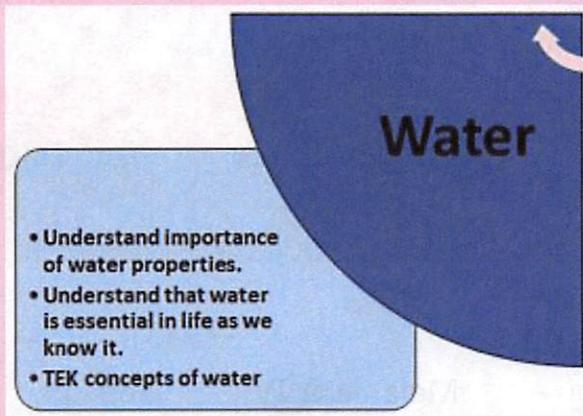 Water
• Understand importance
of water properties.
• Understand that water
is essential in life as we
know it.
• TEK concepts of water